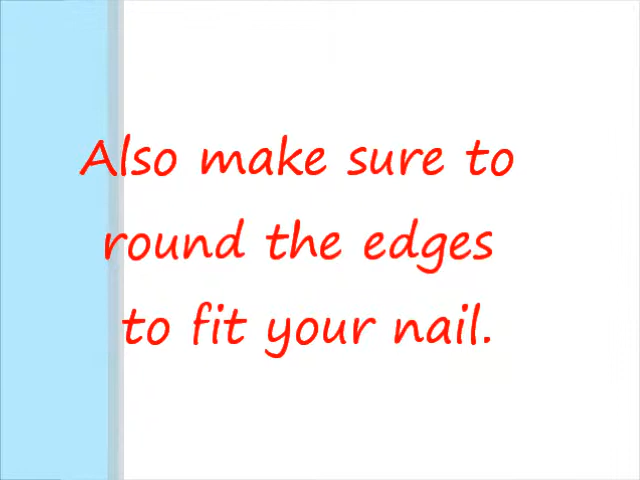 Also make sure to
round the edges
to fit your nail.